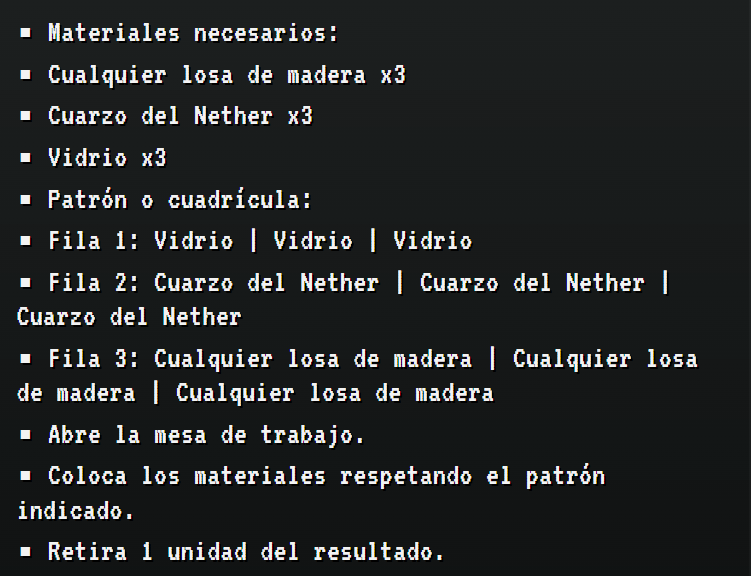 ▪ Materiales necesarios:
▪ Cualquier losa de madera x3
▪ Cuarzo del Nether x3
▪ Vidrio x3
▪ Patrón o cuadrícula:
▪ Fila 1: Vidrio | Vidrio | Vidrio
▪ Fila 2: Cuarzo del Nether | Cuarzo del Nether |
Cuarzo del Nether
▪ Fila 3: Cualquier losa de madera | Cualquier losa
de madera | Cualquier losa de madera
▪ Abre la mesa de trabajo.
▪ Coloca los materiales respetando el patrón
indicado.
▪ Retira 1 unidad del resultado.